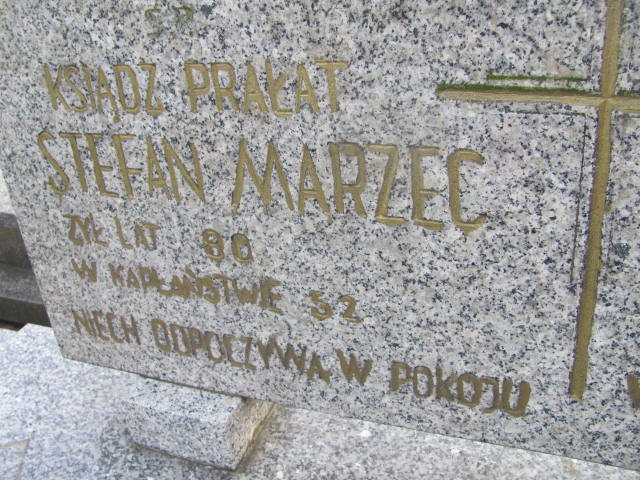 KSIĄDZ PRAŁAT
STEFAN MARZEC
ŻYŁ LAT 80
W KAPŁAŃSTWIE 52
NIECH ODPOCZYWA W POKOJU